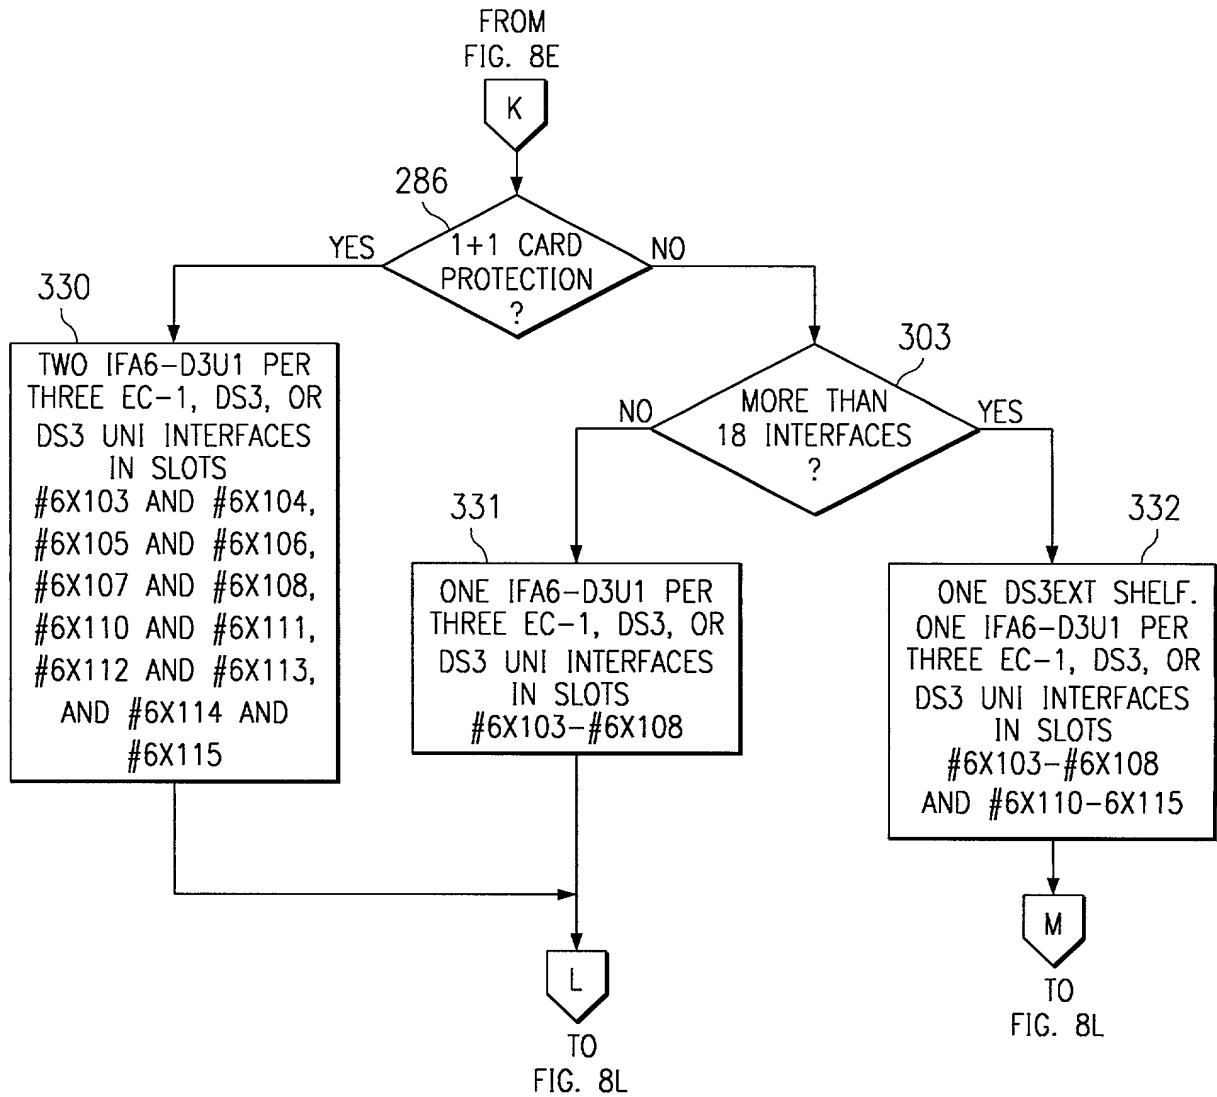 FROM
FIG. 8E
K
286
1+1 CARD
PROTECTION
?
YES
NO
330
TWO IFA6-D3U1 PER
THREE EC-1, DS3, OR
DS3 UNI INTERFACES
IN SLOTS
#6X103 AND #6X104,
#6X105 AND #6X106,
#6X107 AND #6X108,
#6X110 AND #6X111,
#6X112 AND #6X113,
AND #6X114 AND
#6X115
303
MORE THAN
18 INTERFACES
?
NO
YES
331
ONE IFA6-D3U1 PER
THREE EC-1, DS3, OR
DS3 UNI INTERFACES
IN SLOTS
#6X103-#6X108
332
ONE DS3EXT SHELF.
ONE IFA6-D3U1 PER
THREE EC-1, DS3, OR
DS3 UNI INTERFACES
IN SLOTS
#6X103-#6X108
AND #6X110-6X115
L
TO
FIG. 8L
M
TO
FIG. 8L